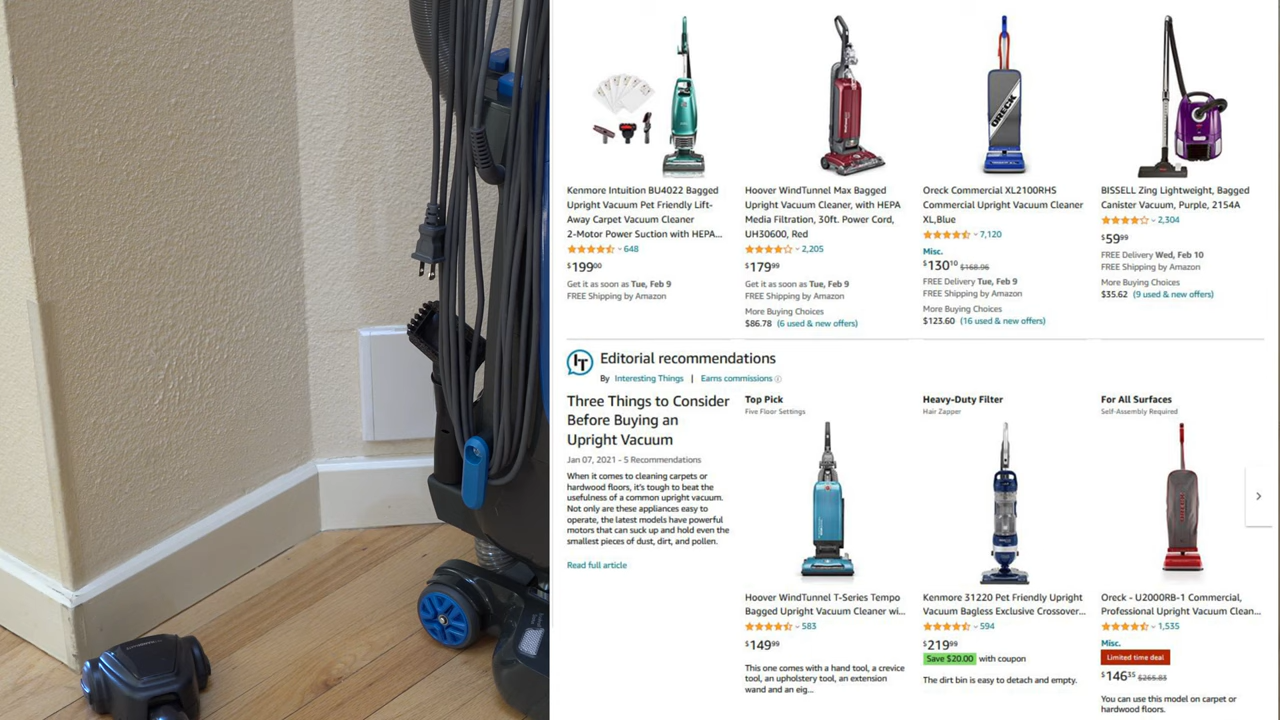 ORECK
Kenmore Intuition BU4022 Bagged
Upright Vacuum Pet Friendly Lift-
Away Carpet Vacuum Cleaner
2-Motor Power Suction with HEPA...
648
$199⁰⁰
Get it as soon as Tue, Feb 9
FREE Shipping by Amazon
Hoover WindTunnel Max Bagged
Upright Vacuum Cleaner, with HEPA
Media Filtration, 30ft. Power Cord,
UH30600, Red
2,205
$179⁹⁹
Get it as soon as Tue, Feb 9
FREE Shipping by Amazon
More Buying Choices
$86.78 (6 used & new offers)
Oreck Commercial XL2100RHS
Commercial Upright Vacuum Cleaner
XL,Blue
7,120
Misc.
$130¹⁰ $168.96
FREE Delivery Tue, Feb 9
FREE Shipping by Amazon
More Buying Choices
$123.60 (16 used & new offers)
BISSELL Zing Lightweight, Bagged
Canister Vacuum, Purple, 2154A
2,304
$59⁹⁹
FREE Delivery Wed, Feb 10
FREE Shipping by Amazon
More Buying Choices
$35.62 (9 used & new offers)
IT
Editorial recommendations
By Interesting Things | Earns commissions
Three Things to Consider
Before Buying an
Upright Vacuum
Jan 07, 2021 - 5 Recommendations
When it comes to cleaning carpets or
hardwood floors, it's tough to beat the
usefulness of a common upright vacuum.
Not only are these appliances easy to
operate, the latest models have powerful
motors that can suck up and hold even the
smallest pieces of dust, dirt, and pollen.
Read full article
Top Pick
Five Floor Settings
Hoover WindTunnel T-Series Tempo
Bagged Upright Vacuum Cleaner wi...
583
$149⁹⁹
This one comes with a hand tool, a crevice
tool, an upholstery tool, an extension
wand and an eig...
Heavy-Duty Filter
Hair Zapper
Kenmore 31220 Pet Friendly Upright
Vacuum Bagless Exclusive Crossover...
594
$219⁹⁹
Save $20.00 with coupon
The dirt bin is easy to detach and empty.
For All Surfaces
Self-Assembly Required
ORECK
Oreck - U2000RB-1 Commercial,
Professional Upright Vacuum Clean...
1,535
Misc.
Limited time deal
$146³⁵ $265.83
You can use this model on carpet or
hardwood floors.